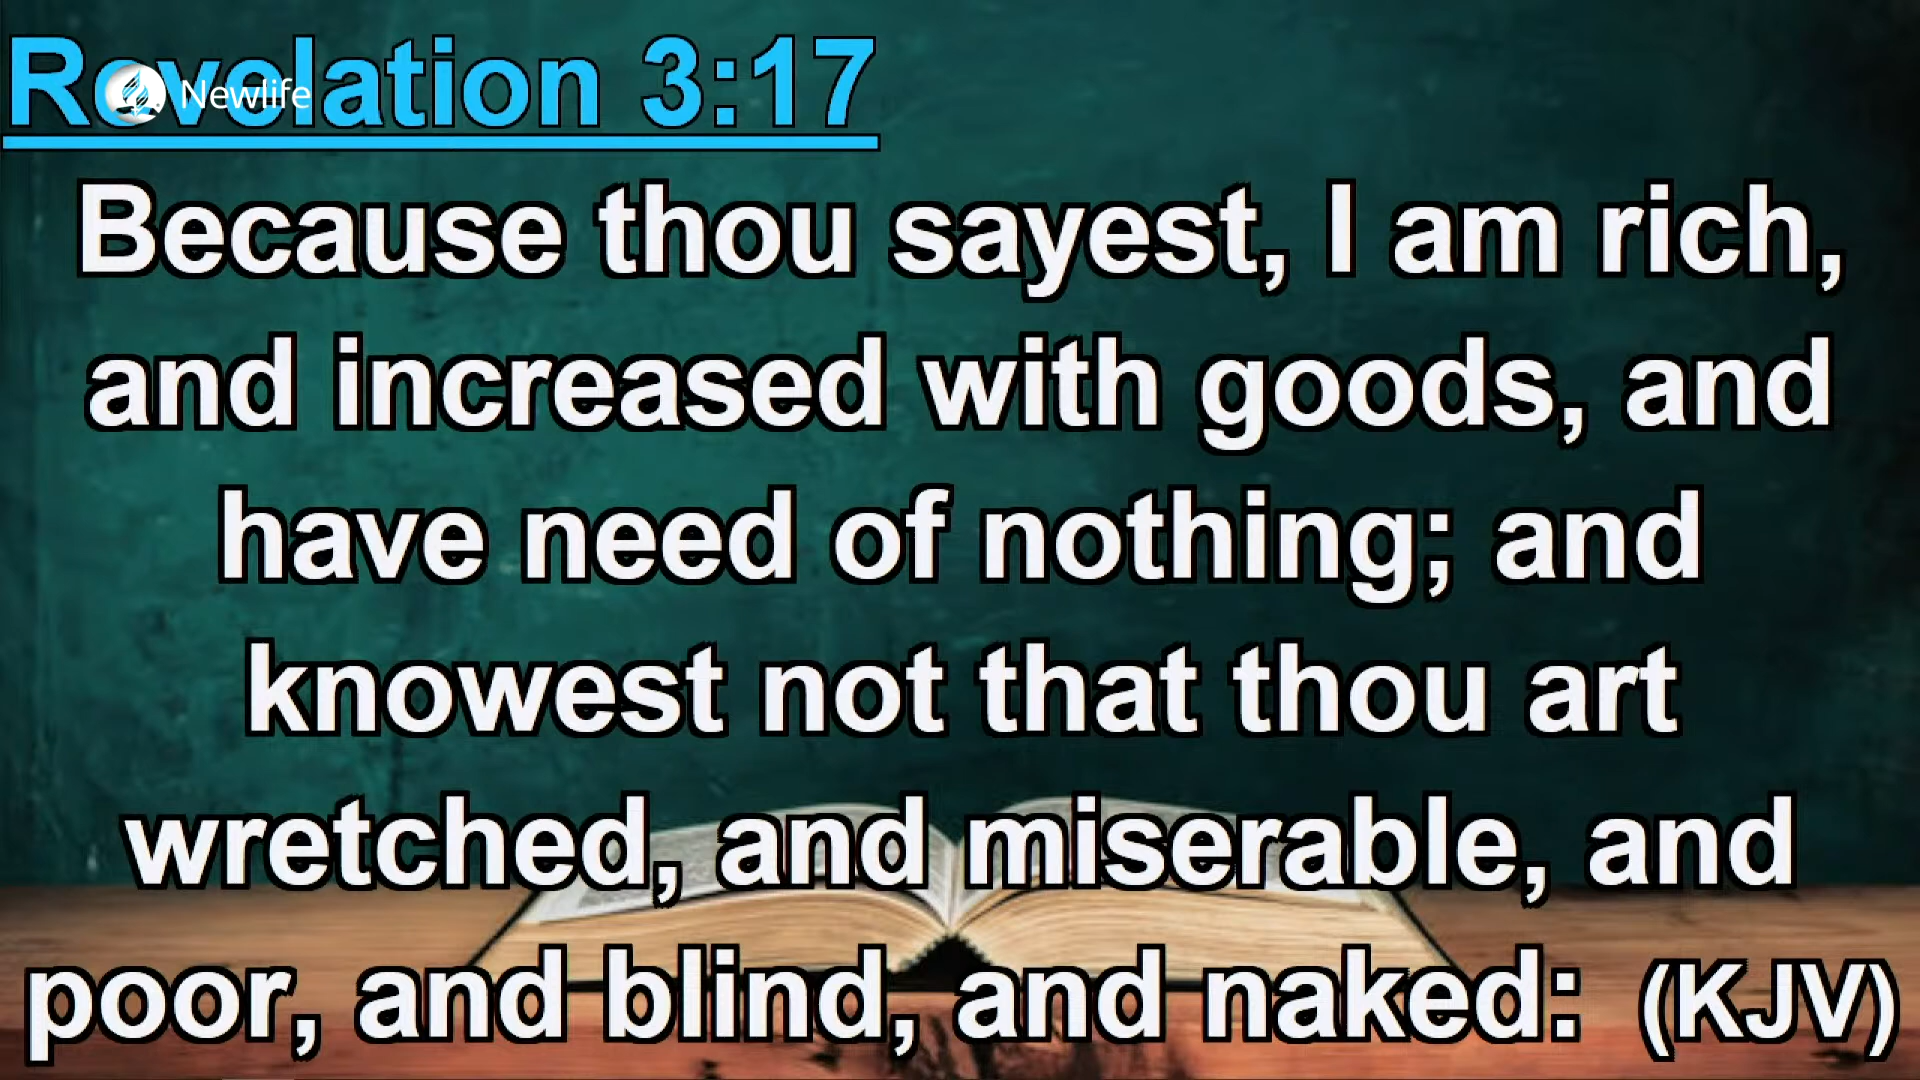 Revelation 3:17
Newlife
Because thou sayest, I am rich,
and increased with goods, and
have need of nothing; and
knowest not that thou art
wretched, and miserable, and
poor, and blind, and naked: (KJV)